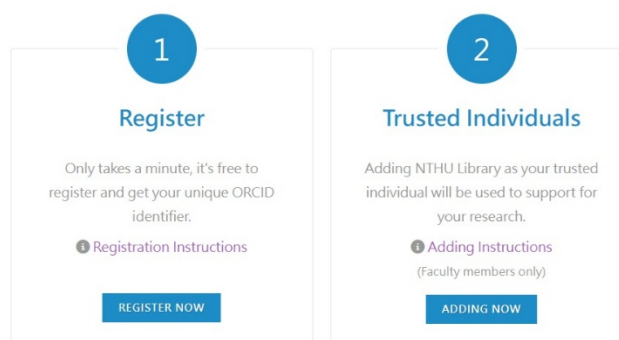 1
Register
Only takes a minute, it's free to
register and get your unique ORCID
identifier.
Registration Instructions
REGISTER NOW
2
Trusted Individuals
Adding NTHU Library as your trusted
individual will be used to support for
your research.
Adding Instructions
(Faculty members only)
ADDING NOW